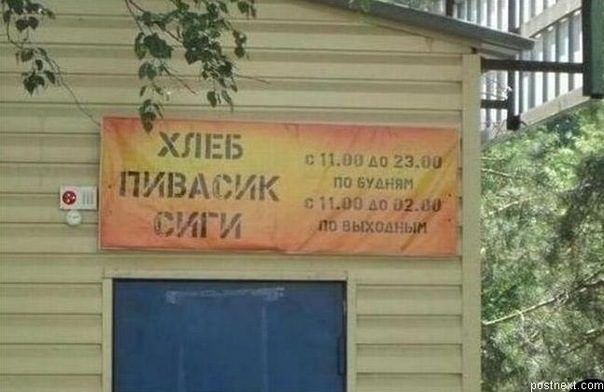 ХЛЕБ
ПИВАСИК
СИГИ
с 11.00 до 23.00
по будням
с 11.00 до 02.00
по выходным
postnext.com